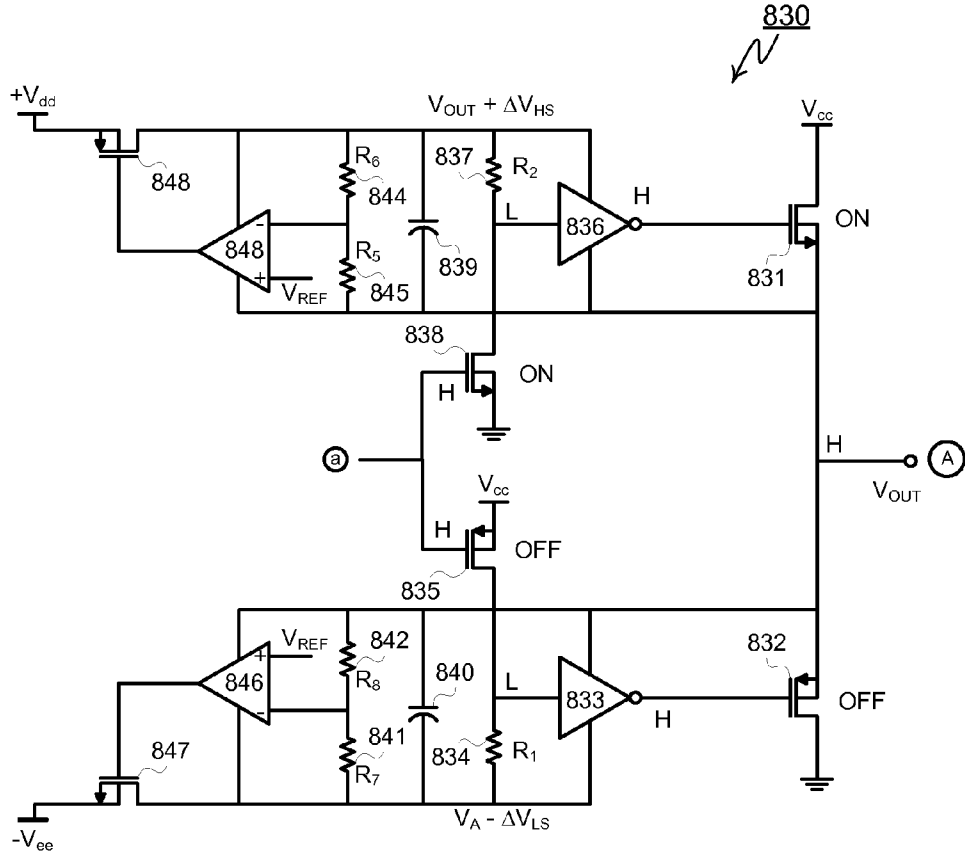 830
+Vdd
VOUT + ΔVHS
Vcc
848
R6
844
837
R2
H
ON
848
-
+
VREF
R5
845
839
L
836
831
838
H
ON
a
H
A
VOUT
Vcc
H
OFF
835
VREF
842
840
832
846
+
-
R8
L
833
H
OFF
847
841
R7
834
R1
-Vee
VA - ΔVLS